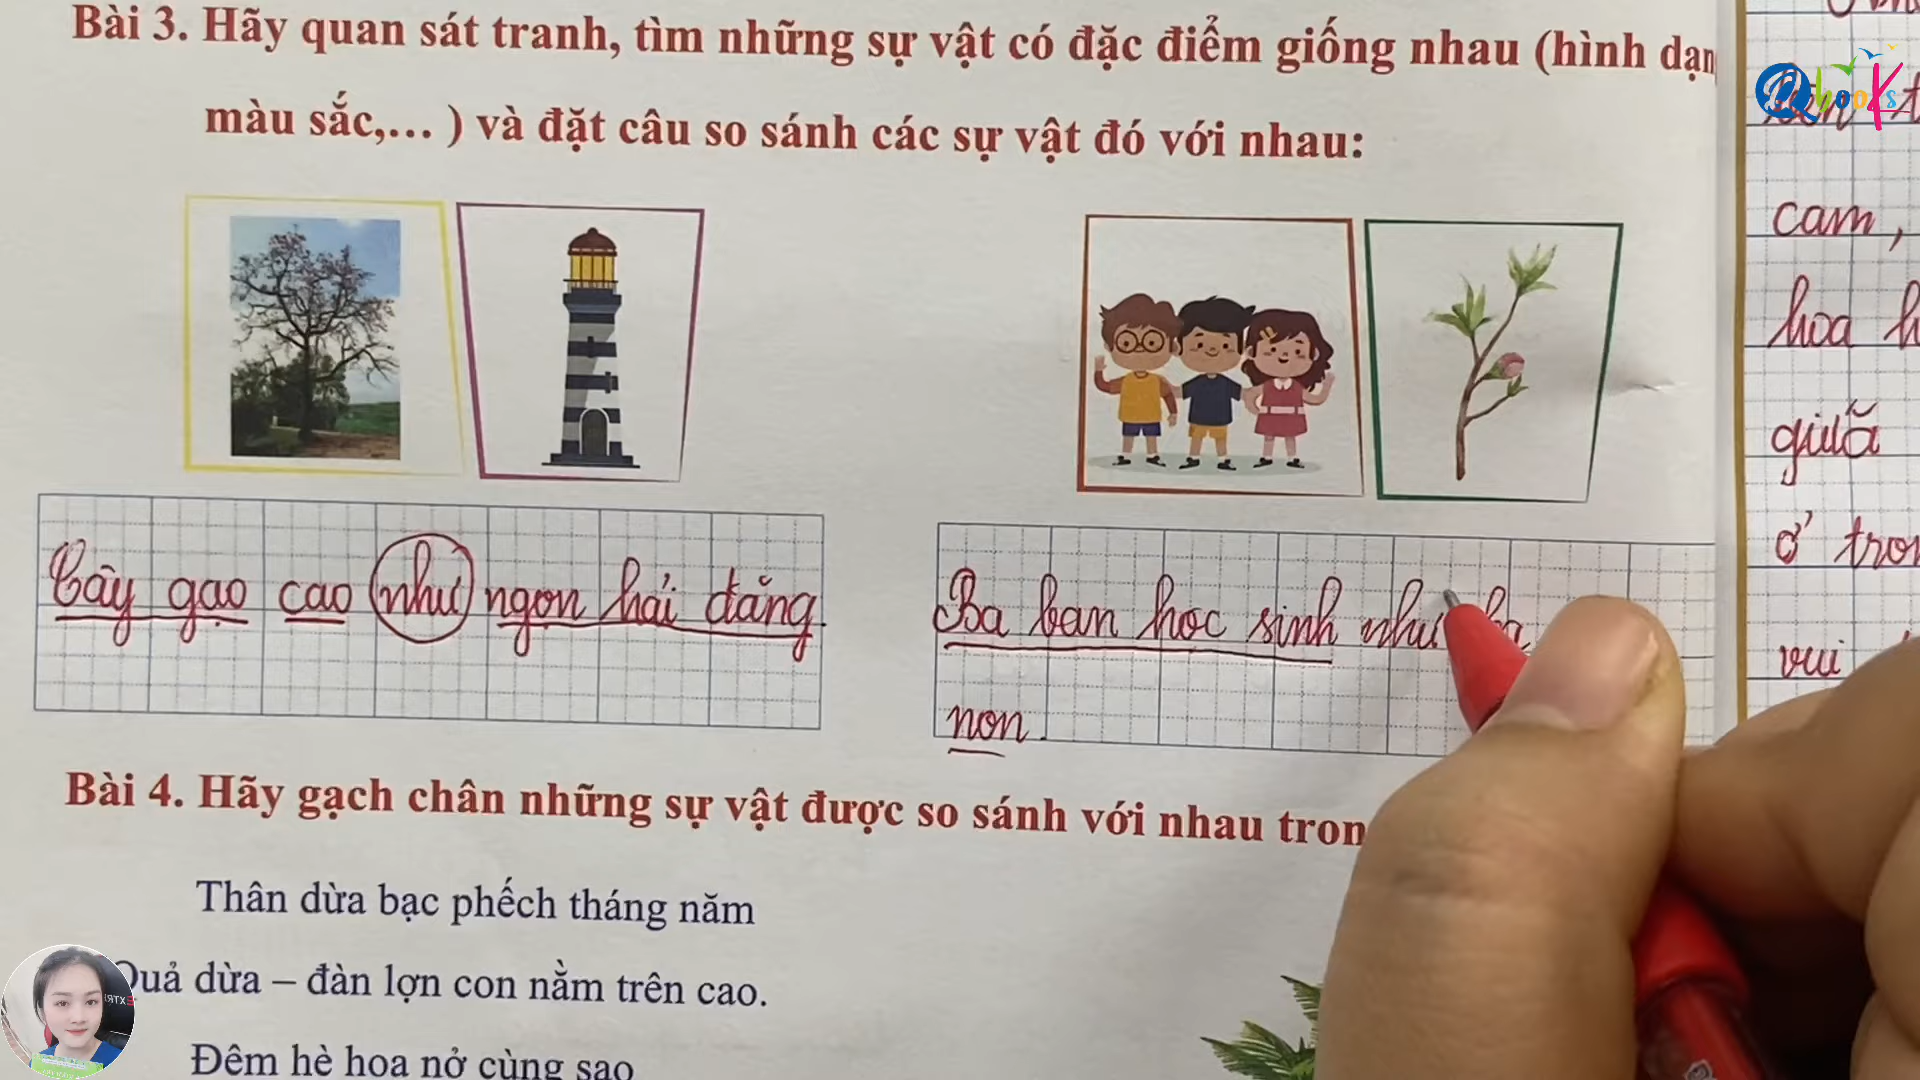 Bài 3. Hãy quan sát tranh, tìm những sự vật có đặc điểm giống nhau (hình dạn
màu sắc,... ) và đặt câu so sánh các sự vật đó với nhau:
Qbooks
cam,
hoa h
giữa
ở tron
vui
Cây gạo cao như ngọn hải đăng.
Ba bạn học sinh như
non.
Bài 4. Hãy gạch chân những sự vật được so sánh với nhau tron
Thân dừa bạc phếch tháng năm
Quả dừa – đàn lợn con nằm trên cao.
Đêm hè hoa nở cùng sao